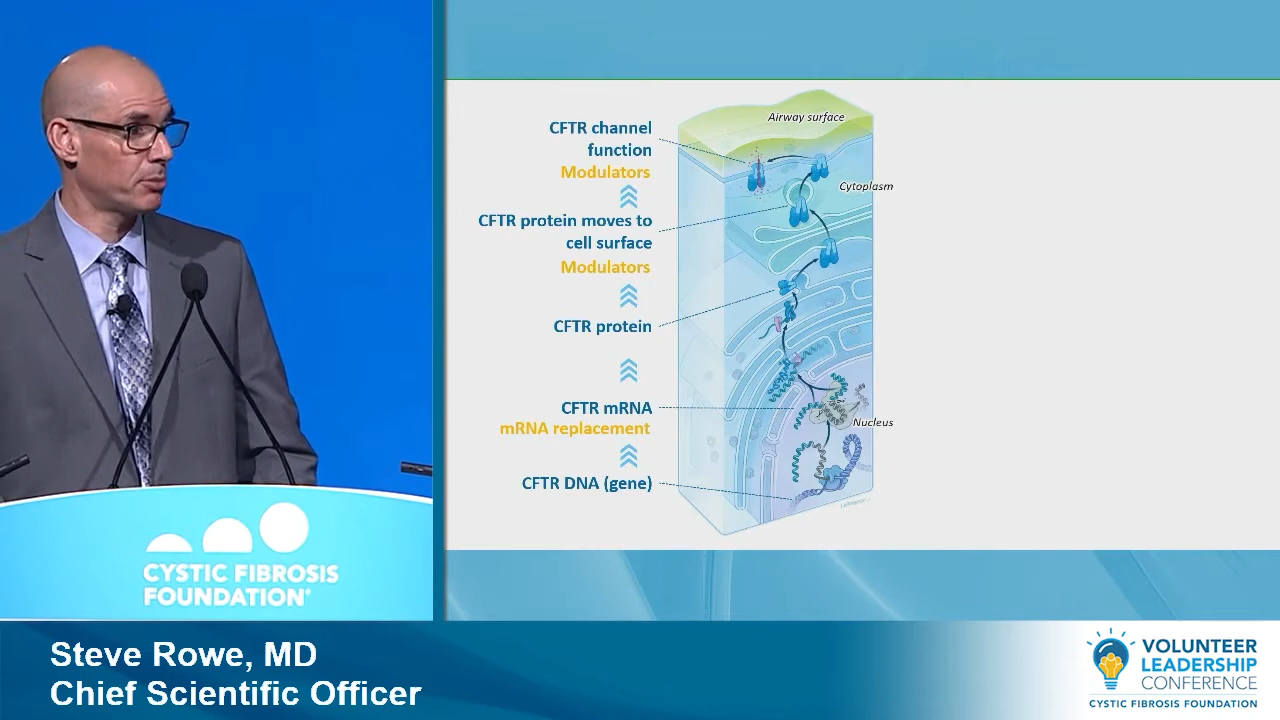 CFTR channel
function
Modulators
CFTR protein moves to
cell surface
Modulators
CFTR protein
CFTR mRNA
mRNA replacement
CFTR DNA (gene)
Airway surface
Cytoplasm
Nucleus
CYSTIC FIBROSIS
FOUNDATION®
Steve Rowe, MD
Chief Scientific Officer
VOLUNTEER
LEADERSHIP
CONFERENCE
CYSTIC FIBROSIS FOUNDATION